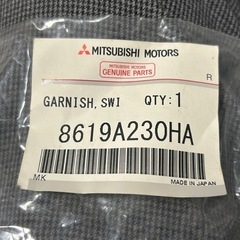 MITSUBISHI MOTORS
MITSUBISHI MOTORS
GENUINE PARTS
R
GARNISH, SWI QTY: 1
8619A230HA
MK
MADE IN JAPAN